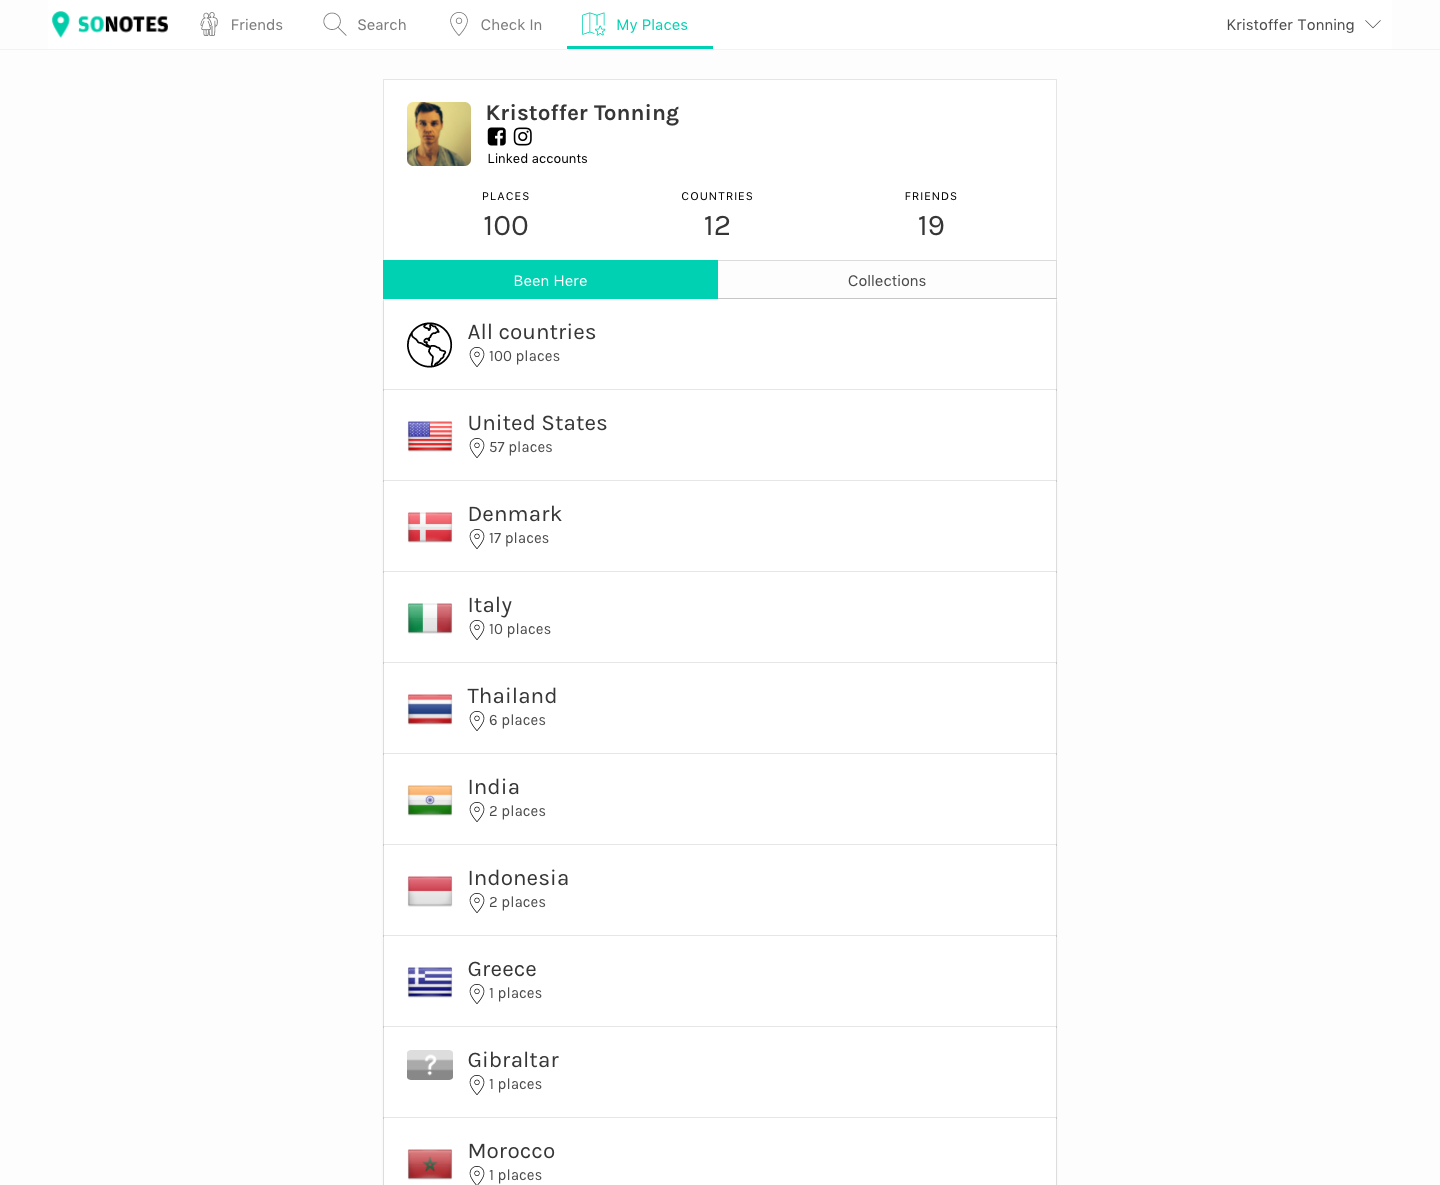 SONOTES Friends Search Check In My Places Kristoffer Tonning
Kristoffer Tonning
Linked accounts
PLACES COUNTRIES FRIENDS
100 12 19
Been Here Collections
All countries
100 places
United States
57 places
Denmark
17 places
Italy
10 places
Thailand
6 places
India
2 places
Indonesia
2 places
Greece
1 places
?
Gibraltar
1 places
Morocco
1 places